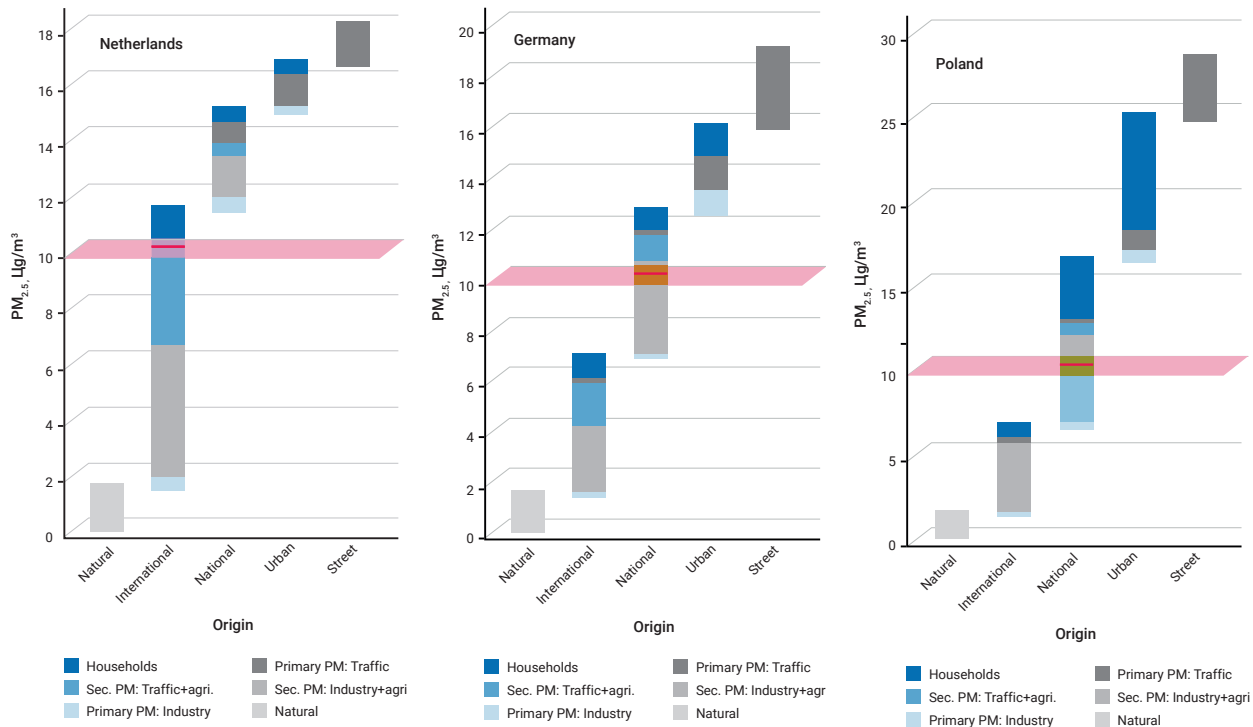 Netherlands
PM2.5, Цg/m³
18
16
14
12
10
8
6
4
2
0
Natural
International
National
Urban
Street
Origin
Households
Sec. PM: Traffic+agri.
Primary PM: Industry
Primary PM: Traffic
Sec. PM: Industry+agri
Natural
Germany
PM2.5, Цg/m³
20
18
16
14
12
10
8
6
4
2
0
Natural
International
National
Urban
Street
Origin
Households
Sec. PM: Traffic+agri.
Primary PM: Industry
Primary PM: Traffic
Sec. PM: Industry+agr
Natural
Poland
PM2.5, Цg/m³
30
25
20
15
10
5
0
Natural
International
National
Urban
Street
Origin
Households
Sec. PM: Traffic+agri.
Primary PM: Industry
Primary PM: Traffic
Sec. PM: Industry+agri
Natural